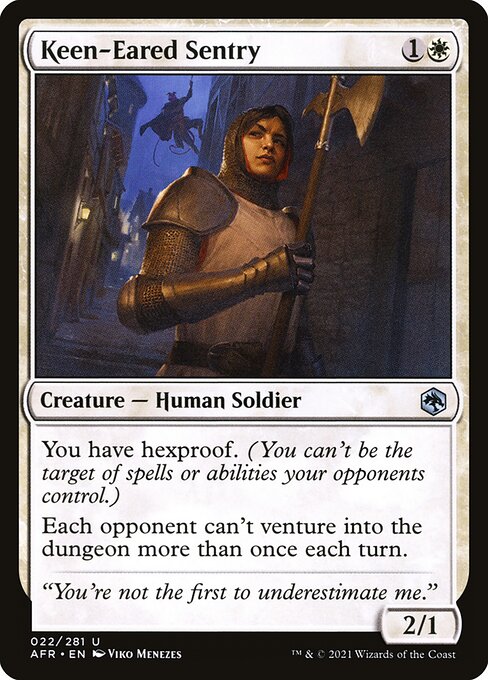 Keen-Eared Sentry 1
Creature — Human Soldier
You have hexproof. (You can't be the
target of spells or abilities your opponents
control.)
Each opponent can't venture into the
dungeon more than once each turn.
"You're not the first to underestimate me."
2/1
022/281 U
AFR • EN Viko Menezes
™ & © 2021 Wizards of the Coast